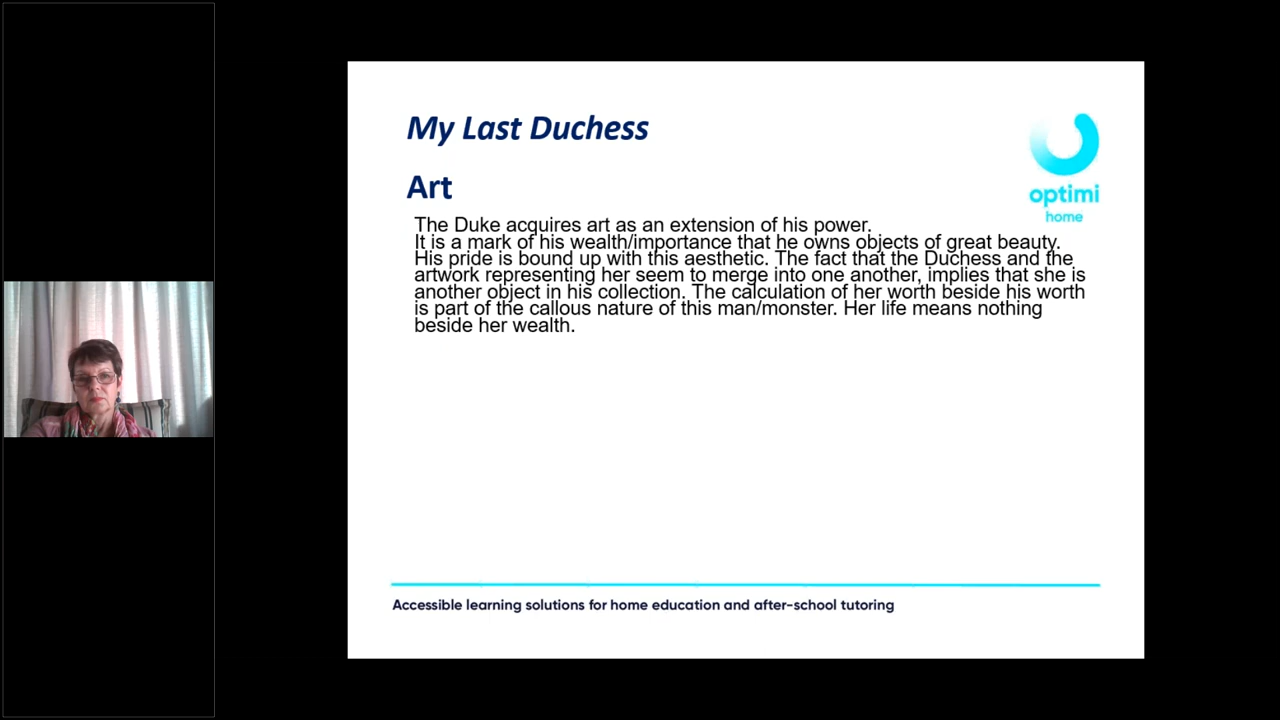 My Last Duchess
optimi
home
Art
The Duke acquires art as an extension of his power.
It is a mark of his wealth/importance that he owns objects of great beauty.
His pride is bound up with this aesthetic. The fact that the Duchess and the
artwork representing her seem to merge into one another, implies that she is
another object in his collection. The calculation of her worth beside his worth
is part of the callous nature of this man/monster. Her life means nothing
beside her wealth.
Accessible learning solutions for home education and after-school tutoring